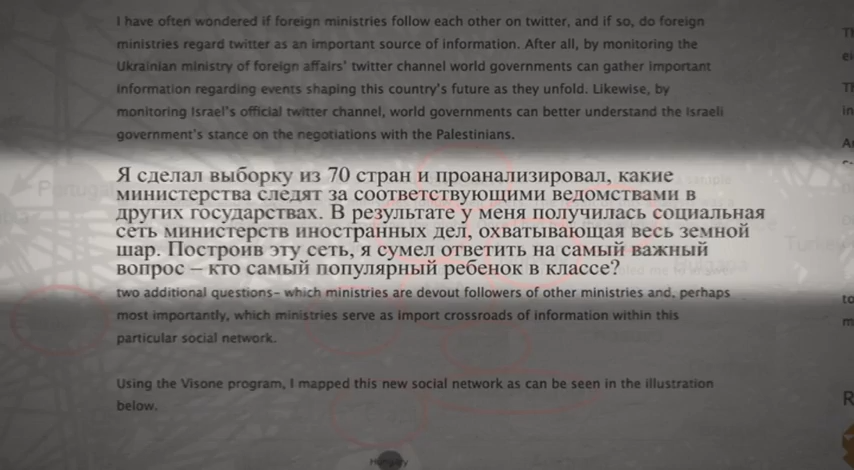 I have often wondered if foreign ministries follow each other on twitter, and if so, do foreign
ministries regard twitter as an important source of information. After all, by monitoring the
Ukrainian ministry of foreign affairs' twitter channel world governments can gather important
information regarding events shaping this country's future as they unfold. Likewise, by
monitoring Israel's official twitter channel, world governments can better understand the Israeli
government's stance on the negotiations with the Palestinians.
Я сделал выборку из 70 стран и проанализировал, какие
министерства следят за соответствующими ведомствами в
других государствах. В результате у меня получилась социальная
сеть министерств иностранных дел, охватывающая весь земной
шар. Построив эту сеть, я сумел ответить на самый важный
вопрос – кто самый популярный ребенок в классе?
two additional questions– which ministries are devout followers of other ministries and, perhaps
most importantly, which ministries serve as import crossroads of information within this
particular social network.
Using the Visone program, I mapped this new social network as can be seen in the illustration
below.
Portugal
Turkey
Hungary